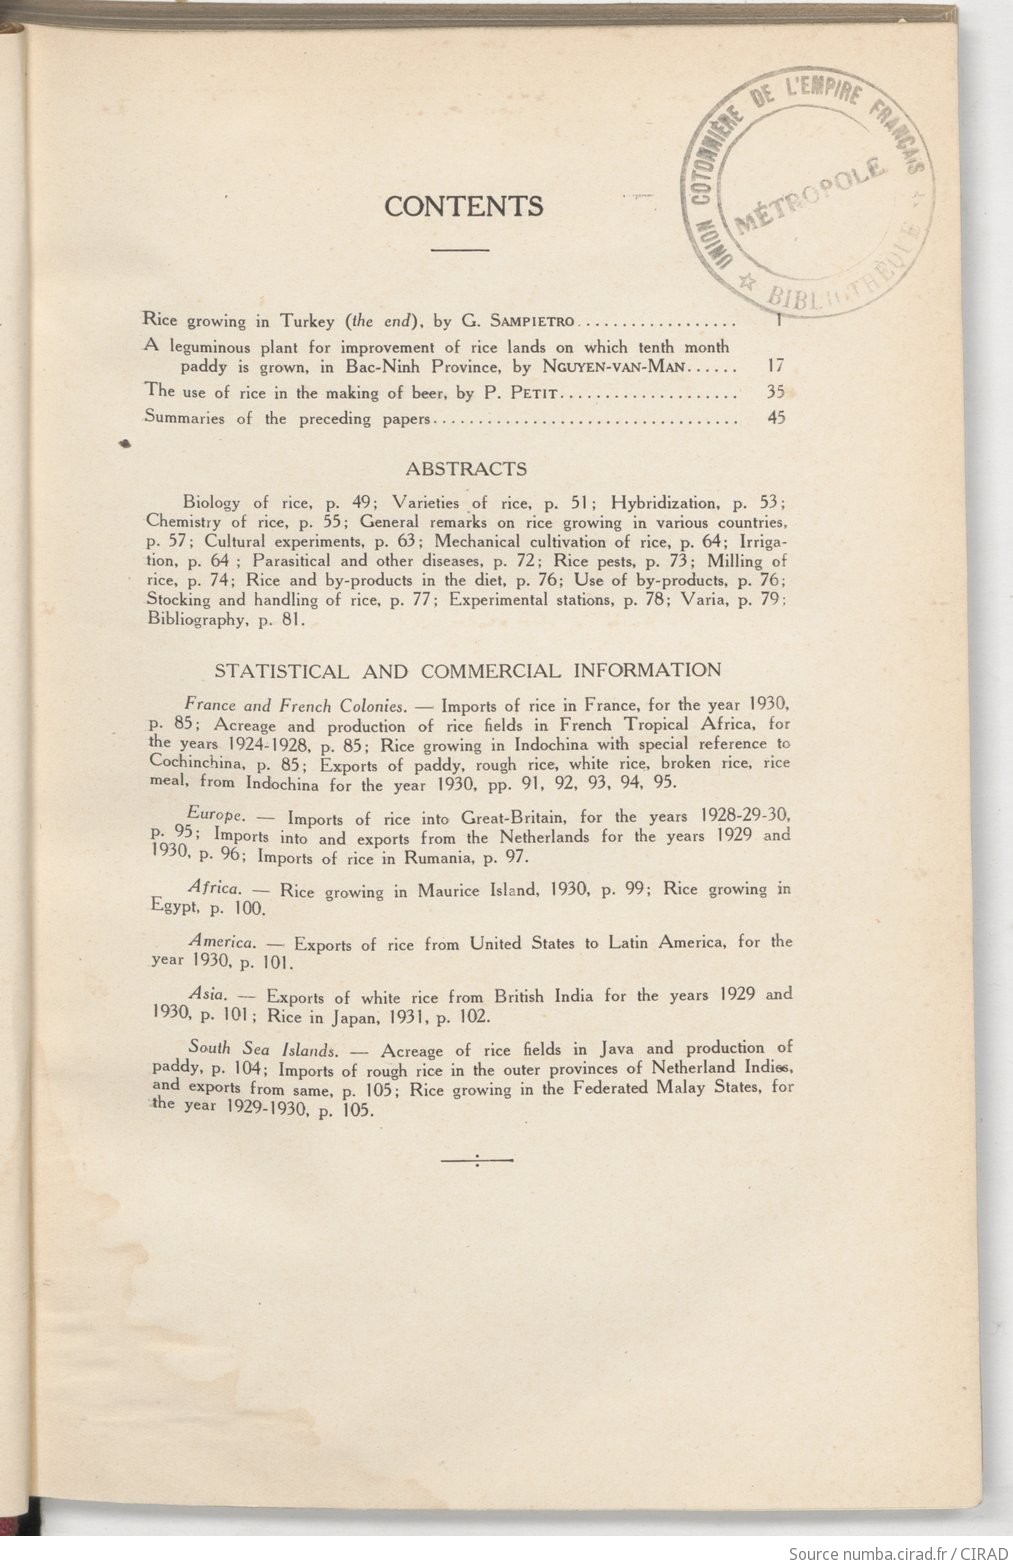 UNION COTONNIÈRE DE L'EMPIRE FRANÇAIS
MÉTROPOLE
☆ BIBLIOTHÈQUE ☆
CONTENTS
Rice growing in Turkey (the end), by G. SAMPIETRO.................. 1
A leguminous plant for improvement of rice lands on which tenth month
paddy is grown, in Bac-Ninh Province, by NGUYEN-VAN-MAN...... 17
The use of rice in the making of beer, by P. PETIT.................... 35
Summaries of the preceding papers.................................. 45
ABSTRACTS
Biology of rice, p. 49; Varieties of rice, p. 51; Hybridization, p. 53;
Chemistry of rice, p. 55; General remarks on rice growing in various countries,
p. 57; Cultural experiments, p. 63; Mechanical cultivation of rice, p. 64; Irriga-
tion, p. 64 ; Parasitical and other diseases, p. 72; Rice pests, p. 73; Milling of
rice, p. 74; Rice and by-products in the diet, p. 76; Use of by-products, p. 76;
Stocking and handling of rice, p. 77; Experimental stations, p. 78; Varia, p. 79;
Bibliography, p. 81.
STATISTICAL AND COMMERCIAL INFORMATION
France and French Colonies. — Imports of rice in France, for the year 1930,
p. 85; Acreage and production of rice fields in French Tropical Africa, for
the years 1924-1928, p. 85; Rice growing in Indochina with special reference to
Cochinchina, p. 85; Exports of paddy, rough rice, white rice, broken rice, rice
meal, from Indochina for the year 1930, pp. 91, 92, 93, 94, 95.
Europe. — Imports of rice into Great-Britain, for the years 1928-29-30,
p. 95; Imports into and exports from the Netherlands for the years 1929 and
1930, p. 96; Imports of rice in Rumania, p. 97.
Africa. — Rice growing in Maurice Island, 1930, p. 99; Rice growing in
Egypt, p. 100.
America. — Exports of rice from United States to Latin America, for the
year 1930, p. 101.
Asia. — Exports of white rice from British India for the years 1929 and
1930, p. 101; Rice in Japan, 1931, p. 102.
South Sea Islands. — Acreage of rice fields in Java and production of
paddy, p. 104; Imports of rough rice in the outer provinces of Netherland Indies,
and exports from same, p. 105; Rice growing in the Federated Malay States, for
the year 1929-1930, p. 105.
Source numba.cirad.fr / CIRAD